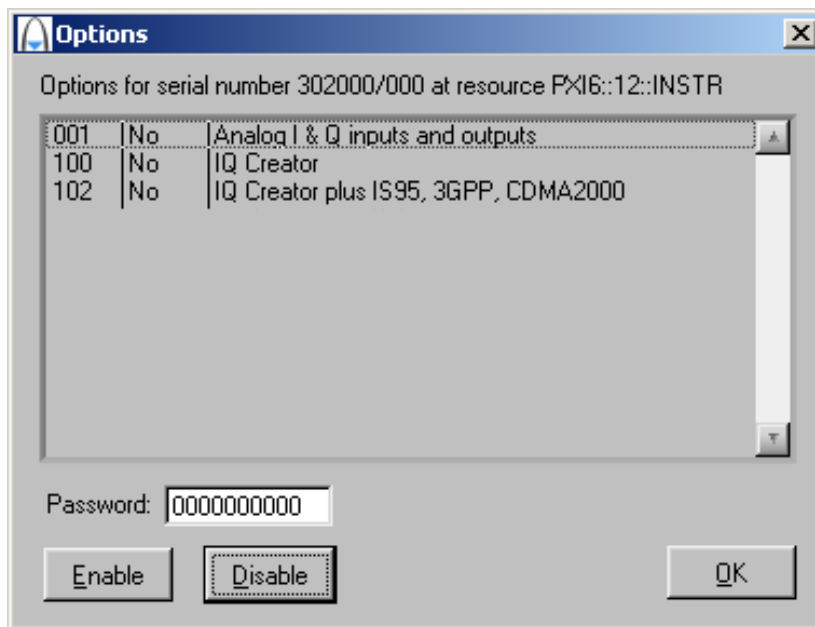 Options
Options for serial number 302000/000 at resource PXI6::12::INSTR
001 |No |Analog I & Q inputs and outputs
100 |No |IQ Creator
102 |No |IQ Creator plus IS95, 3GPP, CDMA2000
Password: 0000000000
Enable Disable OK